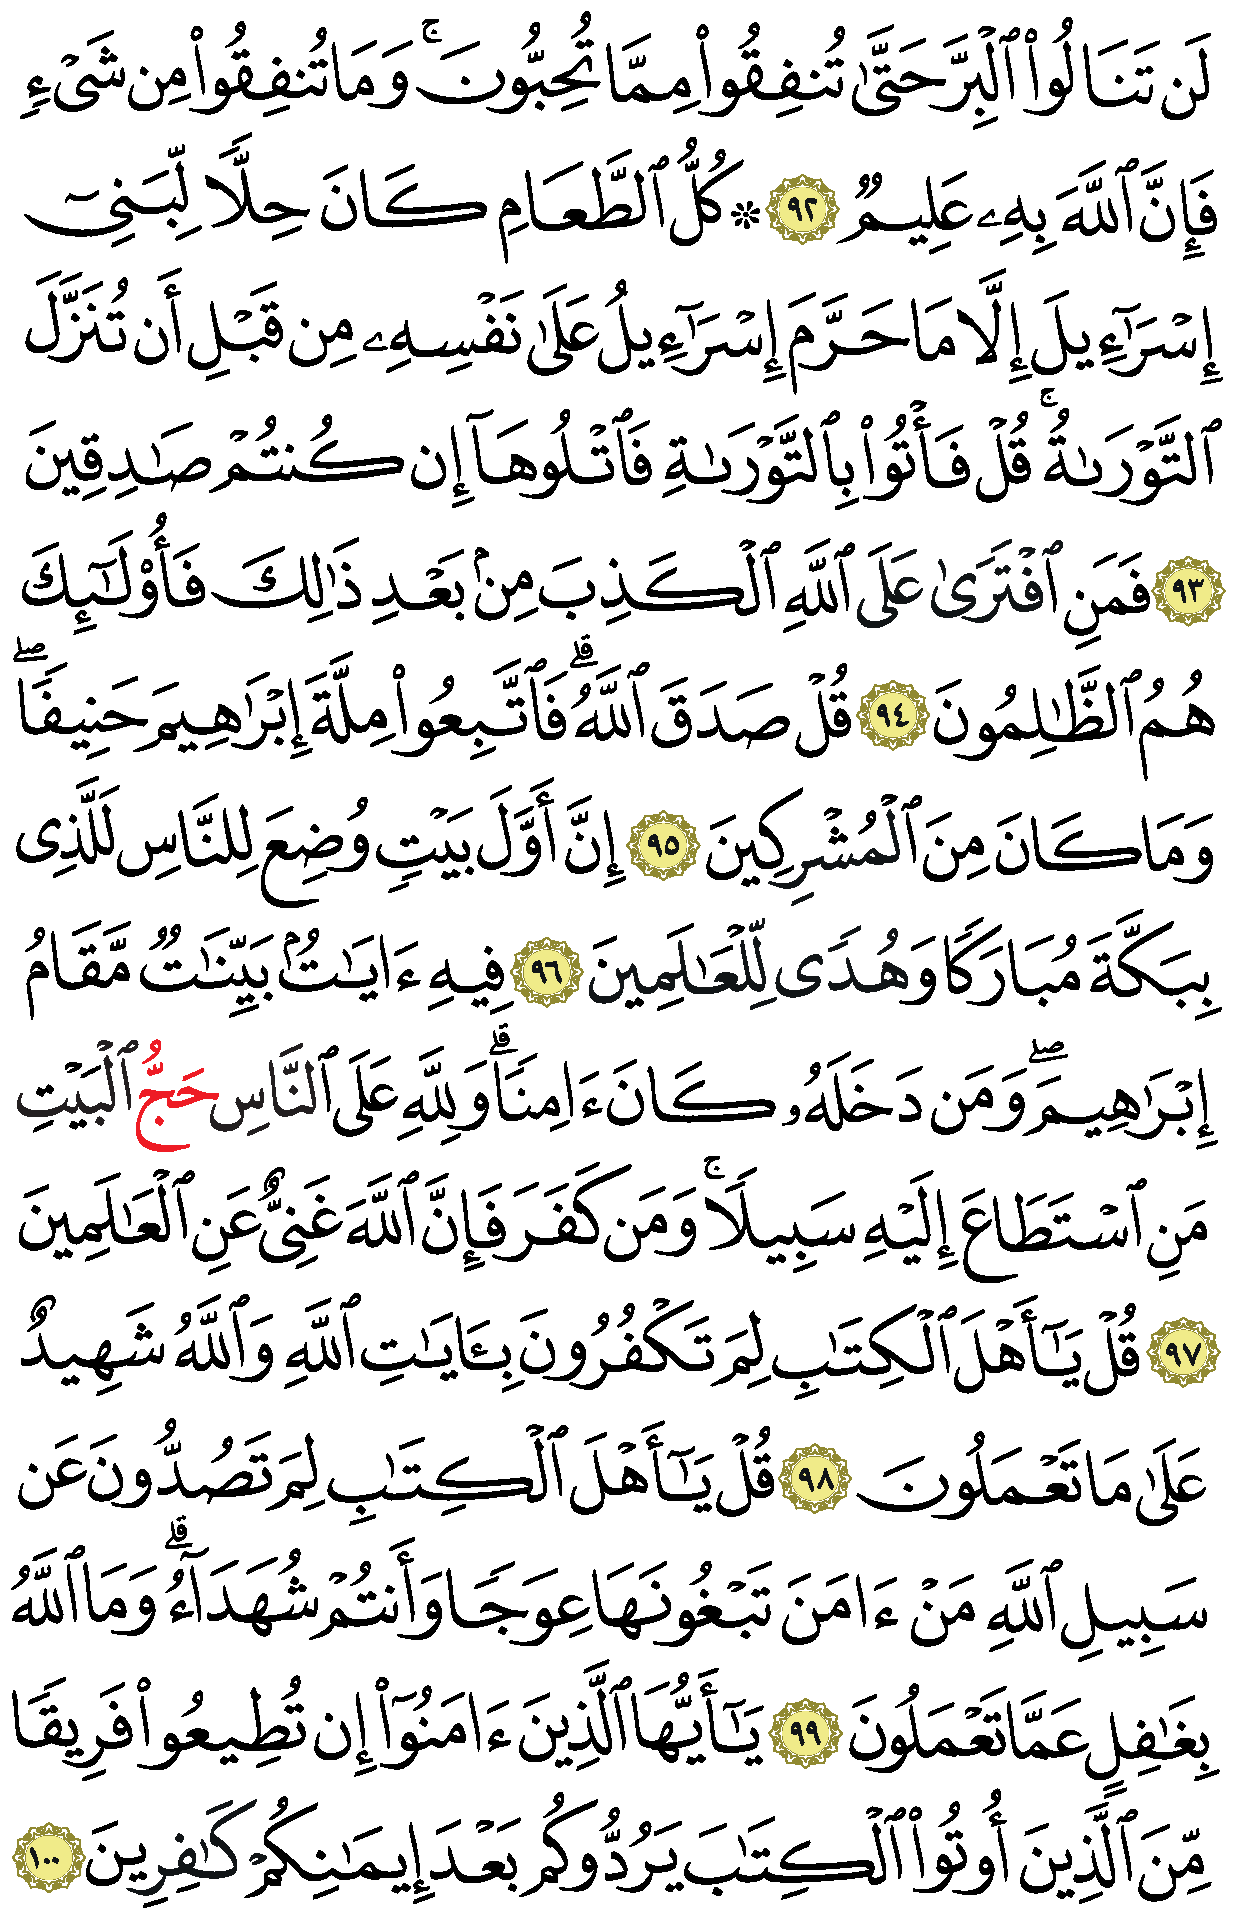 لَن تَنَالُوا۟ ٱلْبِرَّ حَتَّىٰ تُنفِقُوا۟ مِمَّا تُحِبُّونَ ۚ وَمَا تُنفِقُوا۟ مِن شَىْءٍ
فَإِنَّ ٱللَّهَ بِهِۦ عَلِيمٌ ٩٢ ۞ كُلُّ ٱلطَّعَامِ كَانَ حِلًّا لِّبَنِىٓ
إِسْرَٰٓءِيلَ إِلَّا مَا حَرَّمَ إِسْرَٰٓءِيلُ عَلَىٰ نَفْسِهِۦ مِن قَبْلِ أَن تُنَزَّلَ
ٱلتَّوْرَىٰةُ ۚ قُلْ فَأْتُوا۟ بِٱلتَّوْرَىٰةِ فَٱتْلُوهَآ إِن كُنتُمْ صَٰدِقِينَ
٩٣ فَمَنِ ٱفْتَرَىٰ عَلَى ٱللَّهِ ٱلْكَذِبَ مِنۢ بَعْدِ ذَٰلِكَ فَأُو۟لَٰٓئِكَ
هُمُ ٱلظَّٰلِمُونَ ٩٤ قُلْ صَدَقَ ٱللَّهُ ۗ فَٱتَّبِعُوا۟ مِلَّةَ إِبْرَٰهِيمَ حَنِيفًا ۖ
وَمَا كَانَ مِنَ ٱلْمُشْرِكِينَ ٩٥ إِنَّ أَوَّلَ بَيْتٍ وُضِعَ لِلنَّاسِ لَلَّذِى
بِبَكَّةَ مُبَارَكًا وَهُدًى لِّلْعَٰلَمِينَ ٩٦ فِيهِ ءَايَٰتٌۢ بَيِّنَٰتٌ مَّقَامُ
إِبْرَٰهِيمَ ۖ وَمَن دَخَلَهُۥ كَانَ ءَامِنًا ۗ وَلِلَّهِ عَلَى ٱلنَّاسِ حَجُّ ٱلْبَيْتِ
مَنِ ٱسْتَطَاعَ إِلَيْهِ سَبِيلًا ۚ وَمَن كَفَرَ فَإِنَّ ٱللَّهَ غَنِىٌّ عَنِ ٱلْعَٰلَمِينَ
٩٧ قُلْ يَٰٓأَهْلَ ٱلْكِتَٰبِ لِمَ تَكْفُرُونَ بِـَٔايَٰتِ ٱللَّهِ وَٱللَّهُ شَهِيدٌ
عَلَىٰ مَا تَعْمَلُونَ ٩٨ قُلْ يَٰٓأَهْلَ ٱلْكِتَٰبِ لِمَ تَصُدُّونَ عَن
سَبِيلِ ٱللَّهِ مَنْ ءَامَنَ تَبْغُونَهَا عِوَجًا وَأَنتُمْ شُهَدَآءُ ۗ وَمَا ٱللَّهُ
بِغَٰفِلٍ عَمَّا تَعْمَلُونَ ٩٩ يَٰٓأَيُّهَا ٱلَّذِينَ ءَامَنُوٓا۟ إِن تُطِيعُوا۟ فَرِيقًا
مِّنَ ٱلَّذِينَ أُوتُوا۟ ٱلْكِتَٰبَ يَرُدُّوكُم بَعْدَ إِيمَٰنِكُمْ كَٰفِرِينَ ١٠٠